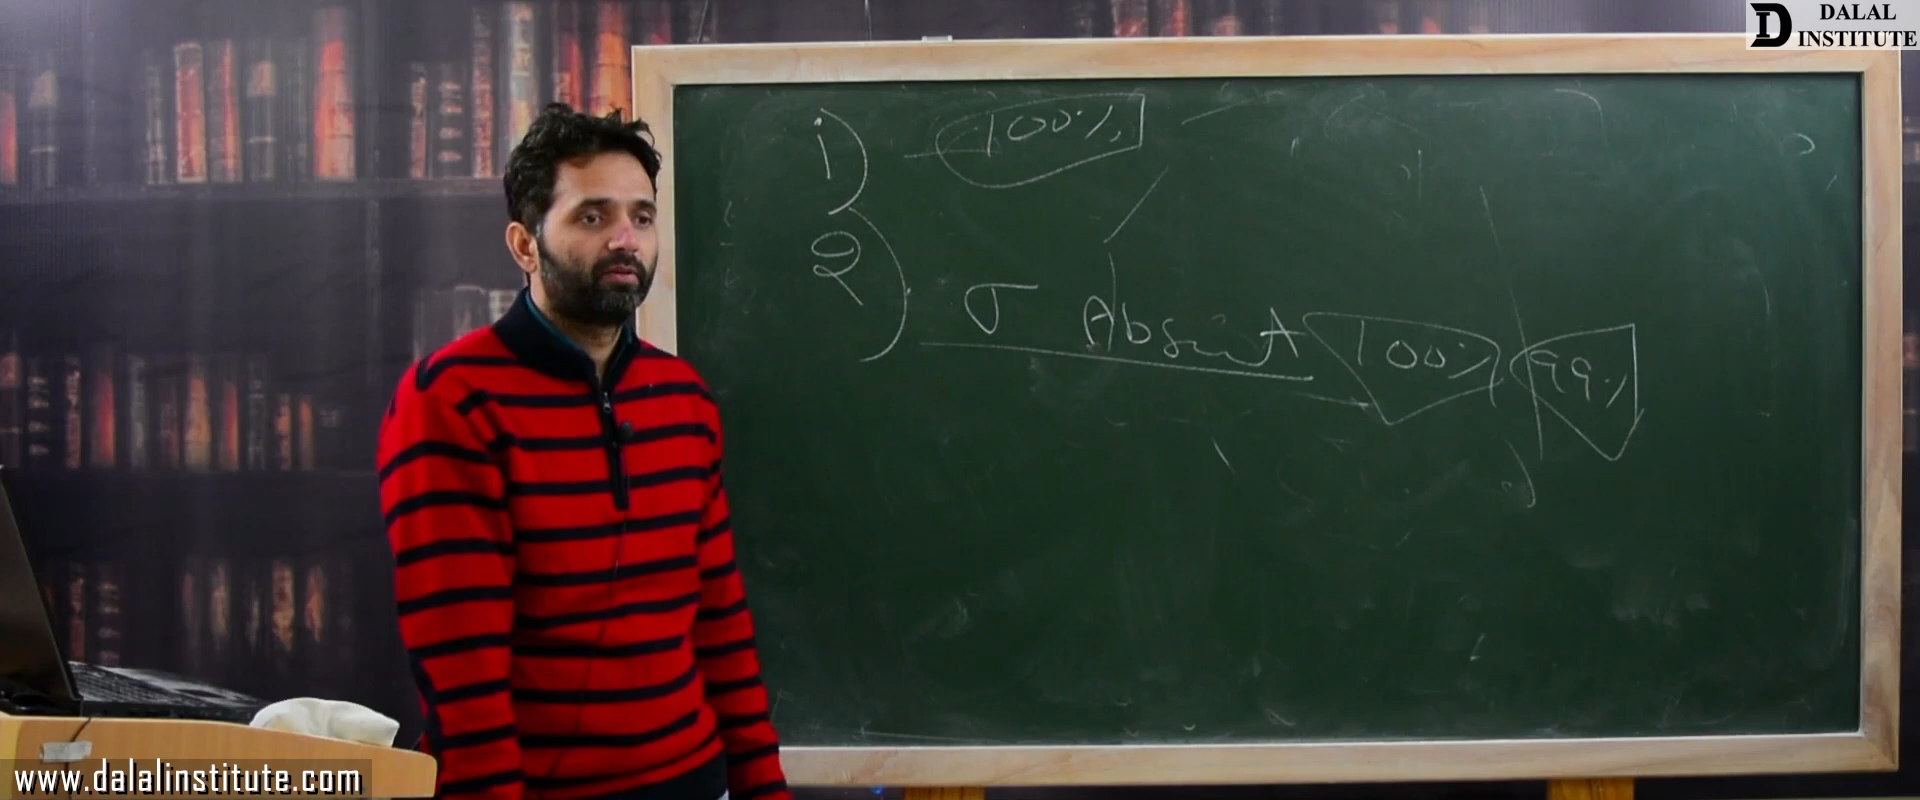 DALAL
INSTITUTE
1) 100%
2) σ Absent 100% 99%
www.dalalinstitute.com